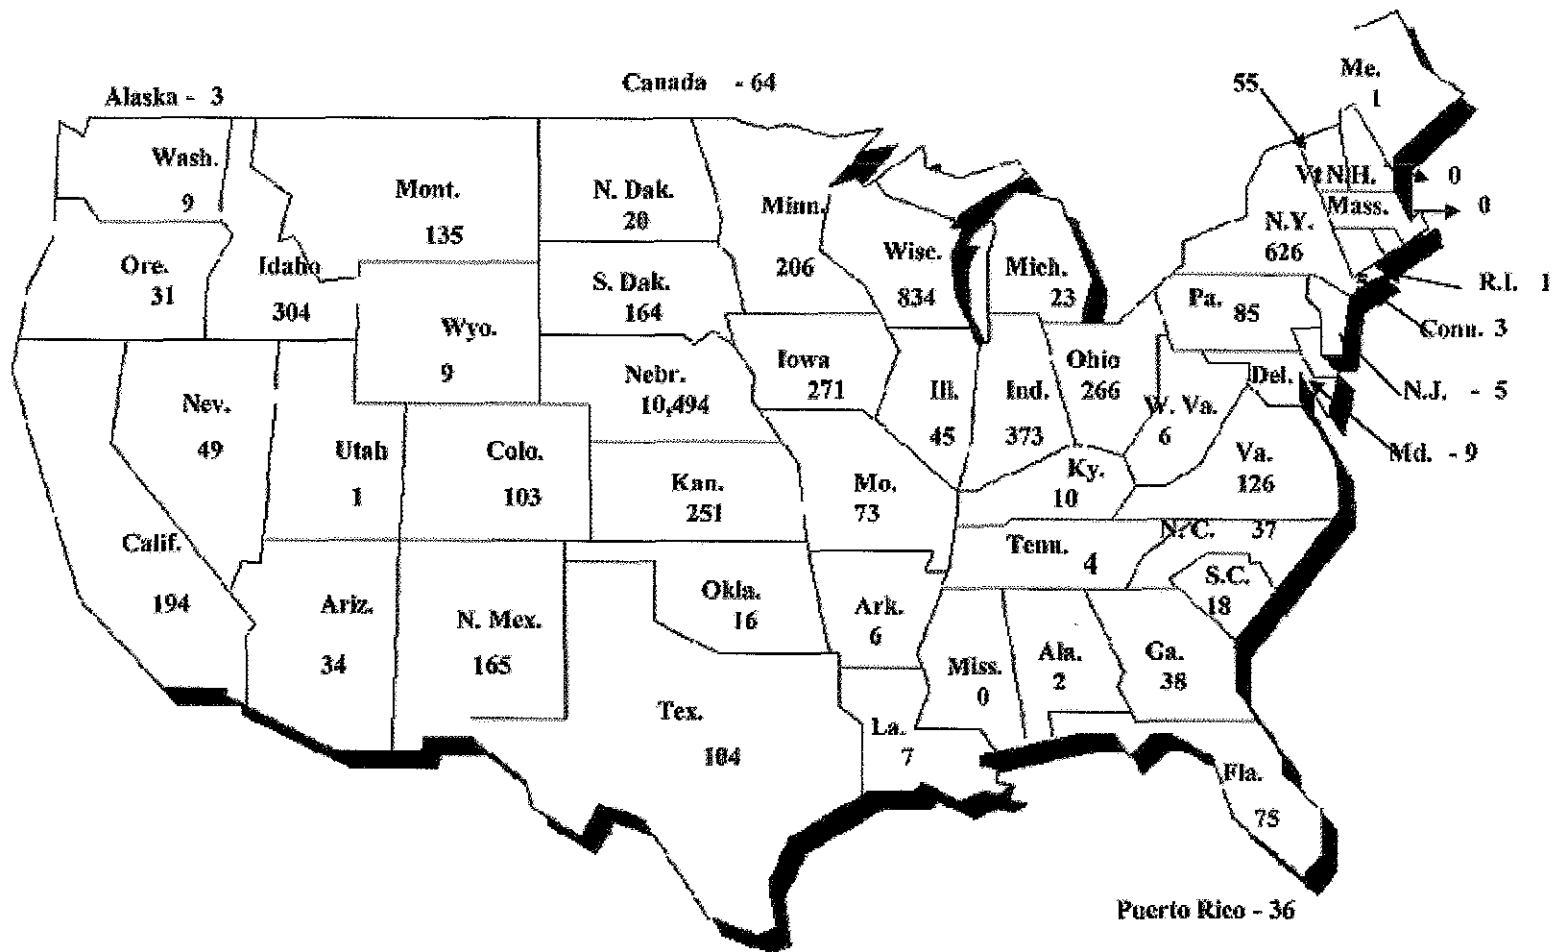 Canada - 64
Alaska - 3
Me.
1
55
Wash.
9
Mont.
135
N. Dak.
20
Minn.
206
Vt
N.H.
0
Mass.
0
N.Y.
626
Ore.
31
Idaho
304
S. Dak.
164
Wisc.
834
Mich.
23
R.I. 1
Pa.
85
Conn. 3
Wyo.
9
Iowa
271
Ohio
266
Nebr.
10,494
Ill.
45
Ind.
373
Del.
N.J. - 5
Nev.
49
W. Va.
6
Md. - 9
Utah
1
Colo.
103
Kan.
251
Mo.
73
Ky.
10
Va.
126
Calif.
194
Tenn.
4
N. C. 37
S.C.
18
Ariz.
34
N. Mex.
165
Okla.
16
Ark.
6
Miss.
0
Ala.
2
Ga.
38
Tex.
104
La.
7
Fla.
75
Puerto Rico - 36